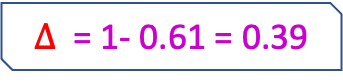 Δ = 1- 0.61 = 0.39